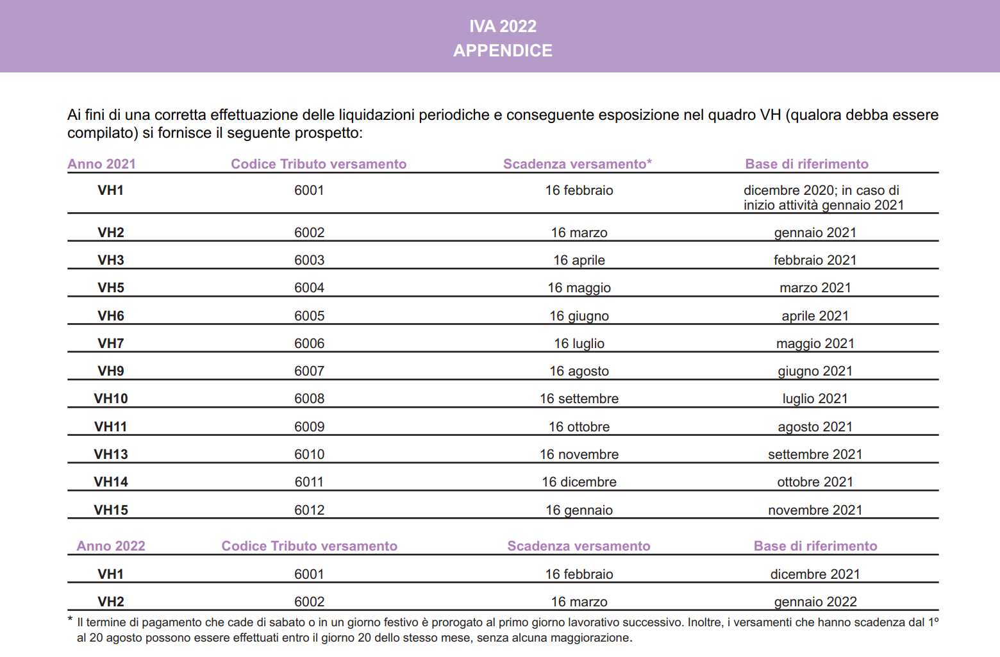 IVA 2022
APPENDICE
Ai fini di una corretta effettuazione delle liquidazioni periodiche e conseguente esposizione nel quadro VH (qualora debba essere
compilato) si fornisce il seguente prospetto:
Anno 2021 Codice Tributo versamento Scadenza versamento* Base di riferimento
VH1 6001 16 febbraio dicembre 2020; in caso di
inizio attività gennaio 2021
VH2 6002 16 marzo gennaio 2021
VH3 6003 16 aprile febbraio 2021
VH5 6004 16 maggio marzo 2021
VH6 6005 16 giugno aprile 2021
VH7 6006 16 luglio maggio 2021
VH9 6007 16 agosto giugno 2021
VH10 6008 16 settembre luglio 2021
VH11 6009 16 ottobre agosto 2021
VH13 6010 16 novembre settembre 2021
VH14 6011 16 dicembre ottobre 2021
VH15 6012 16 gennaio novembre 2021
Anno 2022 Codice Tributo versamento Scadenza versamento Base di riferimento
VH1 6001 16 febbraio dicembre 2021
VH2 6002 16 marzo gennaio 2022
* Il termine di pagamento che cade di sabato o in un giorno festivo è prorogato al primo giorno lavorativo successivo. Inoltre, i versamenti che hanno scadenza dal 1º
al 20 agosto possono essere effettuati entro il giorno 20 dello stesso mese, senza alcuna maggiorazione.